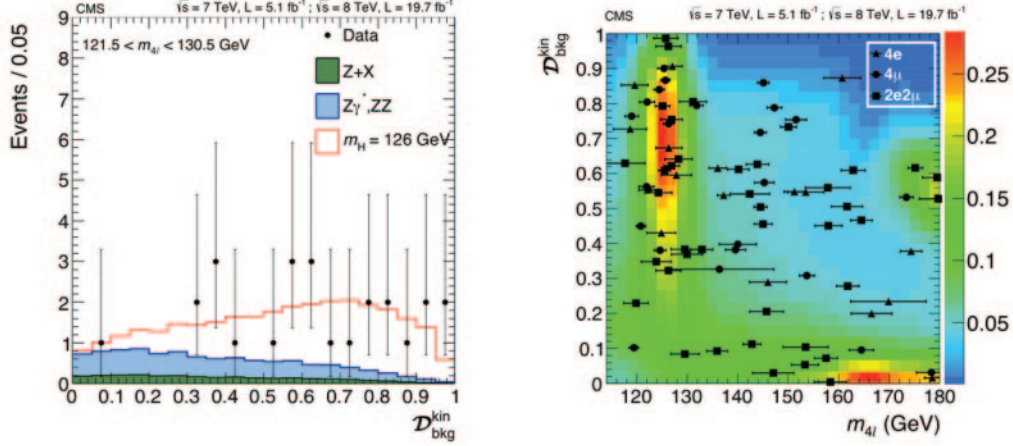 CMS √s = 7 TeV, L = 5.1 fb⁻¹ ; √s = 8 TeV, L = 19.7 fb⁻¹
121.5 < m₄ₗ < 130.5 GeV
Data
Z+X
Zγ*, ZZ
m_H = 126 GeV
Events / 0.05
9
8
7
6
5
4
3
2
1
0
0 0.1 0.2 0.3 0.4 0.5 0.6 0.7 0.8 0.9 1
𝒟^kin_bkg
CMS √s = 7 TeV, L = 5.1 fb⁻¹ ; √s = 8 TeV, L = 19.7 fb⁻¹
𝒟^kin_bkg
4e
4μ
2e2μ
1
0.9
0.8
0.7
0.6
0.5
0.4
0.3
0.2
0.1
0
120 130 140 150 160 170 180
m₄ₗ (GeV)
0.25
0.2
0.15
0.1
0.05